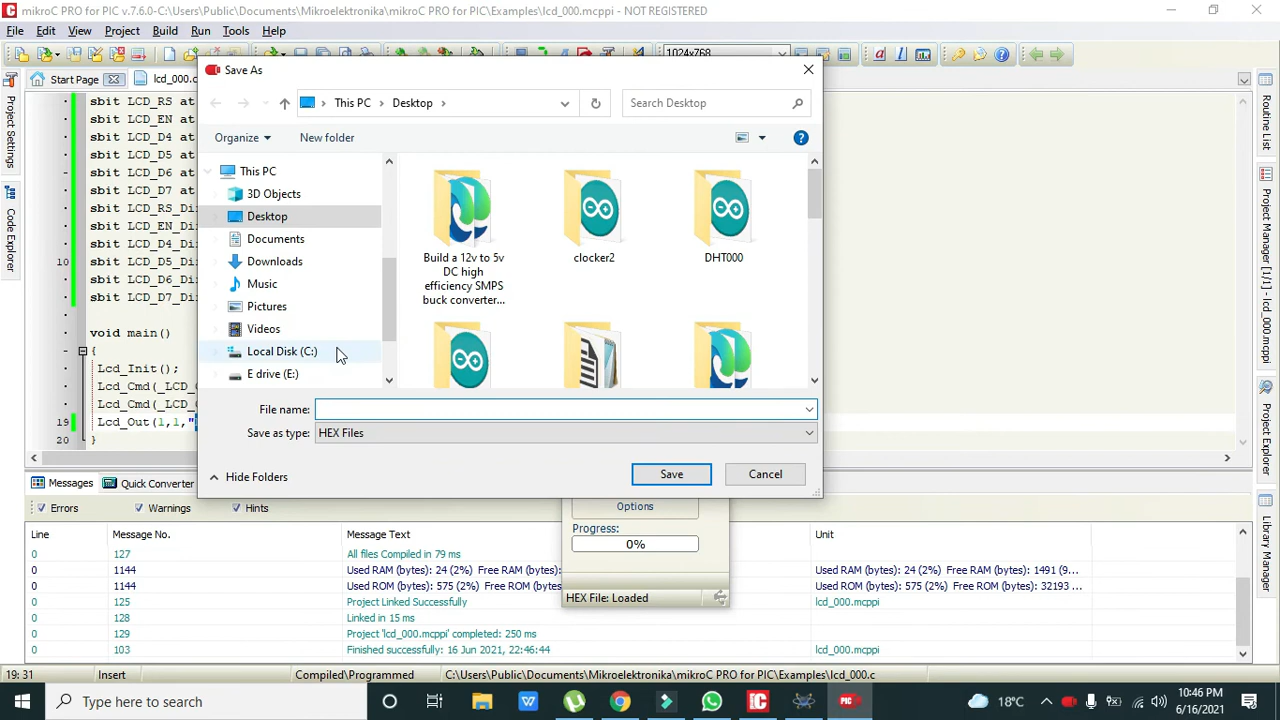 mikroC PRO for PIC v.7.6.0-C:\Users\Public\Documents\Mikroelektronika\mikroC PRO for PIC\Examples\lcd_000.mcppi - NOT REGISTERED
File Edit View Project Build Run Tools Help
1024x768
Start Page
lcd_000.c
Project Settings
Code Explorer
Routine List
Project Manager [1/1] - lcd_000.mcppi
Project Explorer
Library Manager
sbit LCD_RS at
sbit LCD_EN at
sbit LCD_D4 at
sbit LCD_D5 at
sbit LCD_D6 at
sbit LCD_D7 at
sbit LCD_RS_Di
sbit LCD_EN_Di
sbit LCD_D4_Di
10 sbit LCD_D5_Di
sbit LCD_D6_Di
sbit LCD_D7_Di
void main()
{
Lcd_Init();
Lcd_Cmd(_LCD_C
Lcd_Cmd(_LCD_C
19 Lcd_Out(1,1,"
20 }
Save As
This PC > Desktop >
Search Desktop
Organize
New folder
This PC
3D Objects
Desktop
Documents
Downloads
Music
Pictures
Videos
Local Disk (C:)
E drive (E:)
Build a 12v to 5v
DC high
efficiency SMPS
buck converter...
clocker2
DHT000
File name:
Save as type: HEX Files
Hide Folders
Save
Cancel
Options
Progress:
0%
HEX File: Loaded
Messages
Quick Converter
Errors Warnings Hints
Line Message No. Message Text Unit
0 127 All files Compiled in 79 ms
0 1144 Used RAM (bytes): 24 (2%) Free RAM (bytes): 1491 (9... Used RAM (bytes): 24 (2%) Free RAM (bytes): 1491 (9...
0 1144 Used ROM (bytes): 575 (2%) Free ROM (bytes): 32193 ... Used ROM (bytes): 575 (2%) Free ROM (bytes): 32193 ...
0 125 Project Linked Successfully lcd_000.mcppi
0 128 Linked in 15 ms
0 129 Project 'lcd_000.mcppi' completed: 250 ms
0 103 Finished successfully: 16 Jun 2021, 22:46:44 lcd_000.mcppi
19: 31 Insert Compiled\Programmed C:\Users\Public\Documents\Mikroelektronika\mikroC PRO for PIC\Examples\lcd_000.c
Type here to search
18°C
10:46 PM
6/16/2021